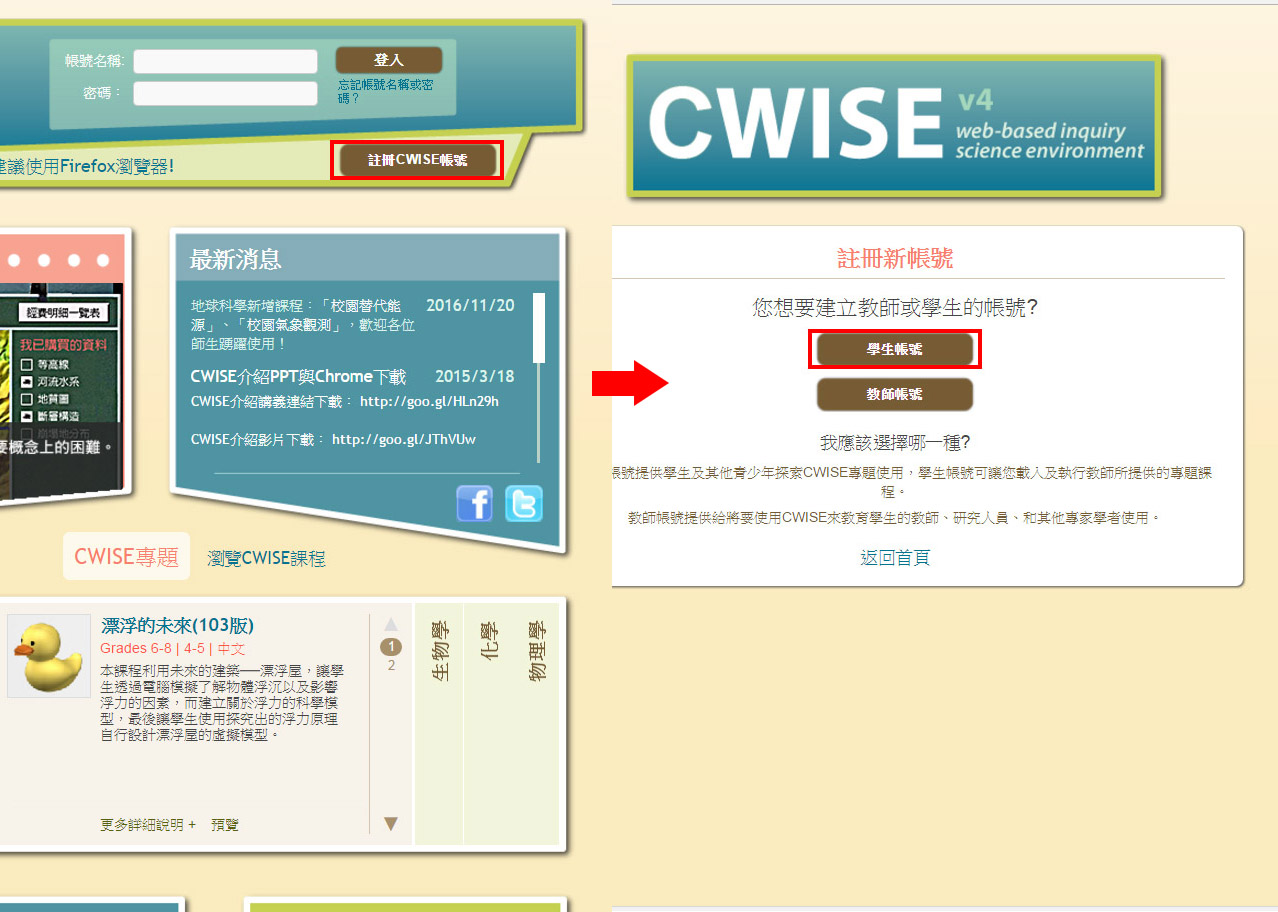 帳號名稱:
登入
密碼：
忘記帳號名稱或密
碼？
建議使用Firefox瀏覽器!
註冊CWISE帳號
經費明細一覽表
我已購買的資料
等高線
河流水系
地質圖
斷層構造
崩塌地分布
要概念上的困難。
最新消息
地球科學新增課程：「校園替代能
源」、「校園氣象觀測」，歡迎各位
師生踴躍使用！
2016/11/20
CWISE介紹PPT與Chrome下載
2015/3/18
CWISE介紹講義連結下載： http://goo.gl/HLn29h
CWISE介紹影片下載： http://goo.gl/JThVUw
CWISE專題
瀏覽CWISE課程
漂浮的未來(103版)
Grades 6-8 | 4-5 | 中文
本課程利用未來的建築──漂浮屋，讓學
生透過電腦模擬了解物體浮沉以及影響
浮力的因素，而建立關於浮力的科學模
型，最後讓學生使用探究出的浮力原理
自行設計漂浮屋的虛擬模型。
更多詳細說明 +
預覽
1
2
生物學
化學
物理學
CWISE v4
web-based inquiry
science environment
註冊新帳號
您想要建立教師或學生的帳號?
學生帳號
教師帳號
我應該選擇哪一種?
帳號提供學生及其他青少年探索CWISE專題使用，學生帳號可讓您載入及執行教師所提供的專題課
程。
教師帳號提供給將要使用CWISE來教育學生的教師、研究人員、和其他專家學者使用。
返回首頁